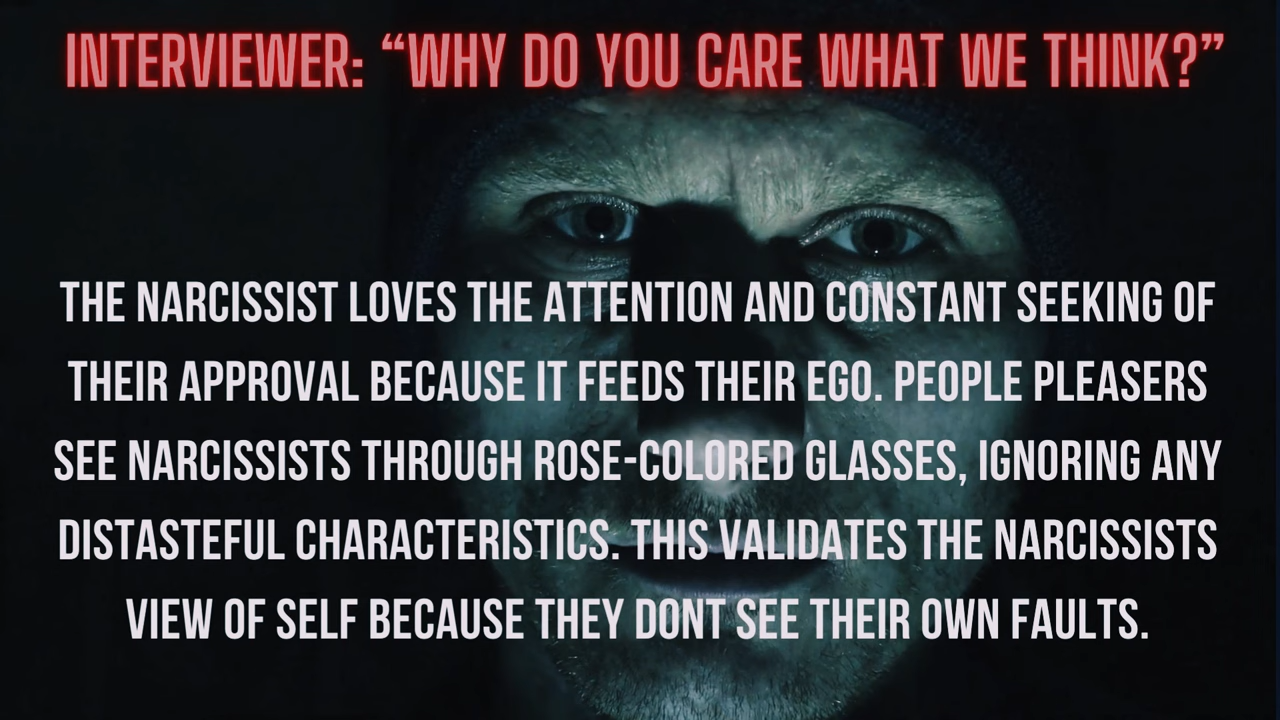 INTERVIEWER: “WHY DO YOU CARE WHAT WE THINK?”
THE NARCISSIST LOVES THE ATTENTION AND CONSTANT SEEKING OF
THEIR APPROVAL BECAUSE IT FEEDS THEIR EGO. PEOPLE PLEASERS
SEE NARCISSISTS THROUGH ROSE-COLORED GLASSES, IGNORING ANY
DISTASTEFUL CHARACTERISTICS. THIS VALIDATES THE NARCISSISTS
VIEW OF SELF BECAUSE THEY DONT SEE THEIR OWN FAULTS.